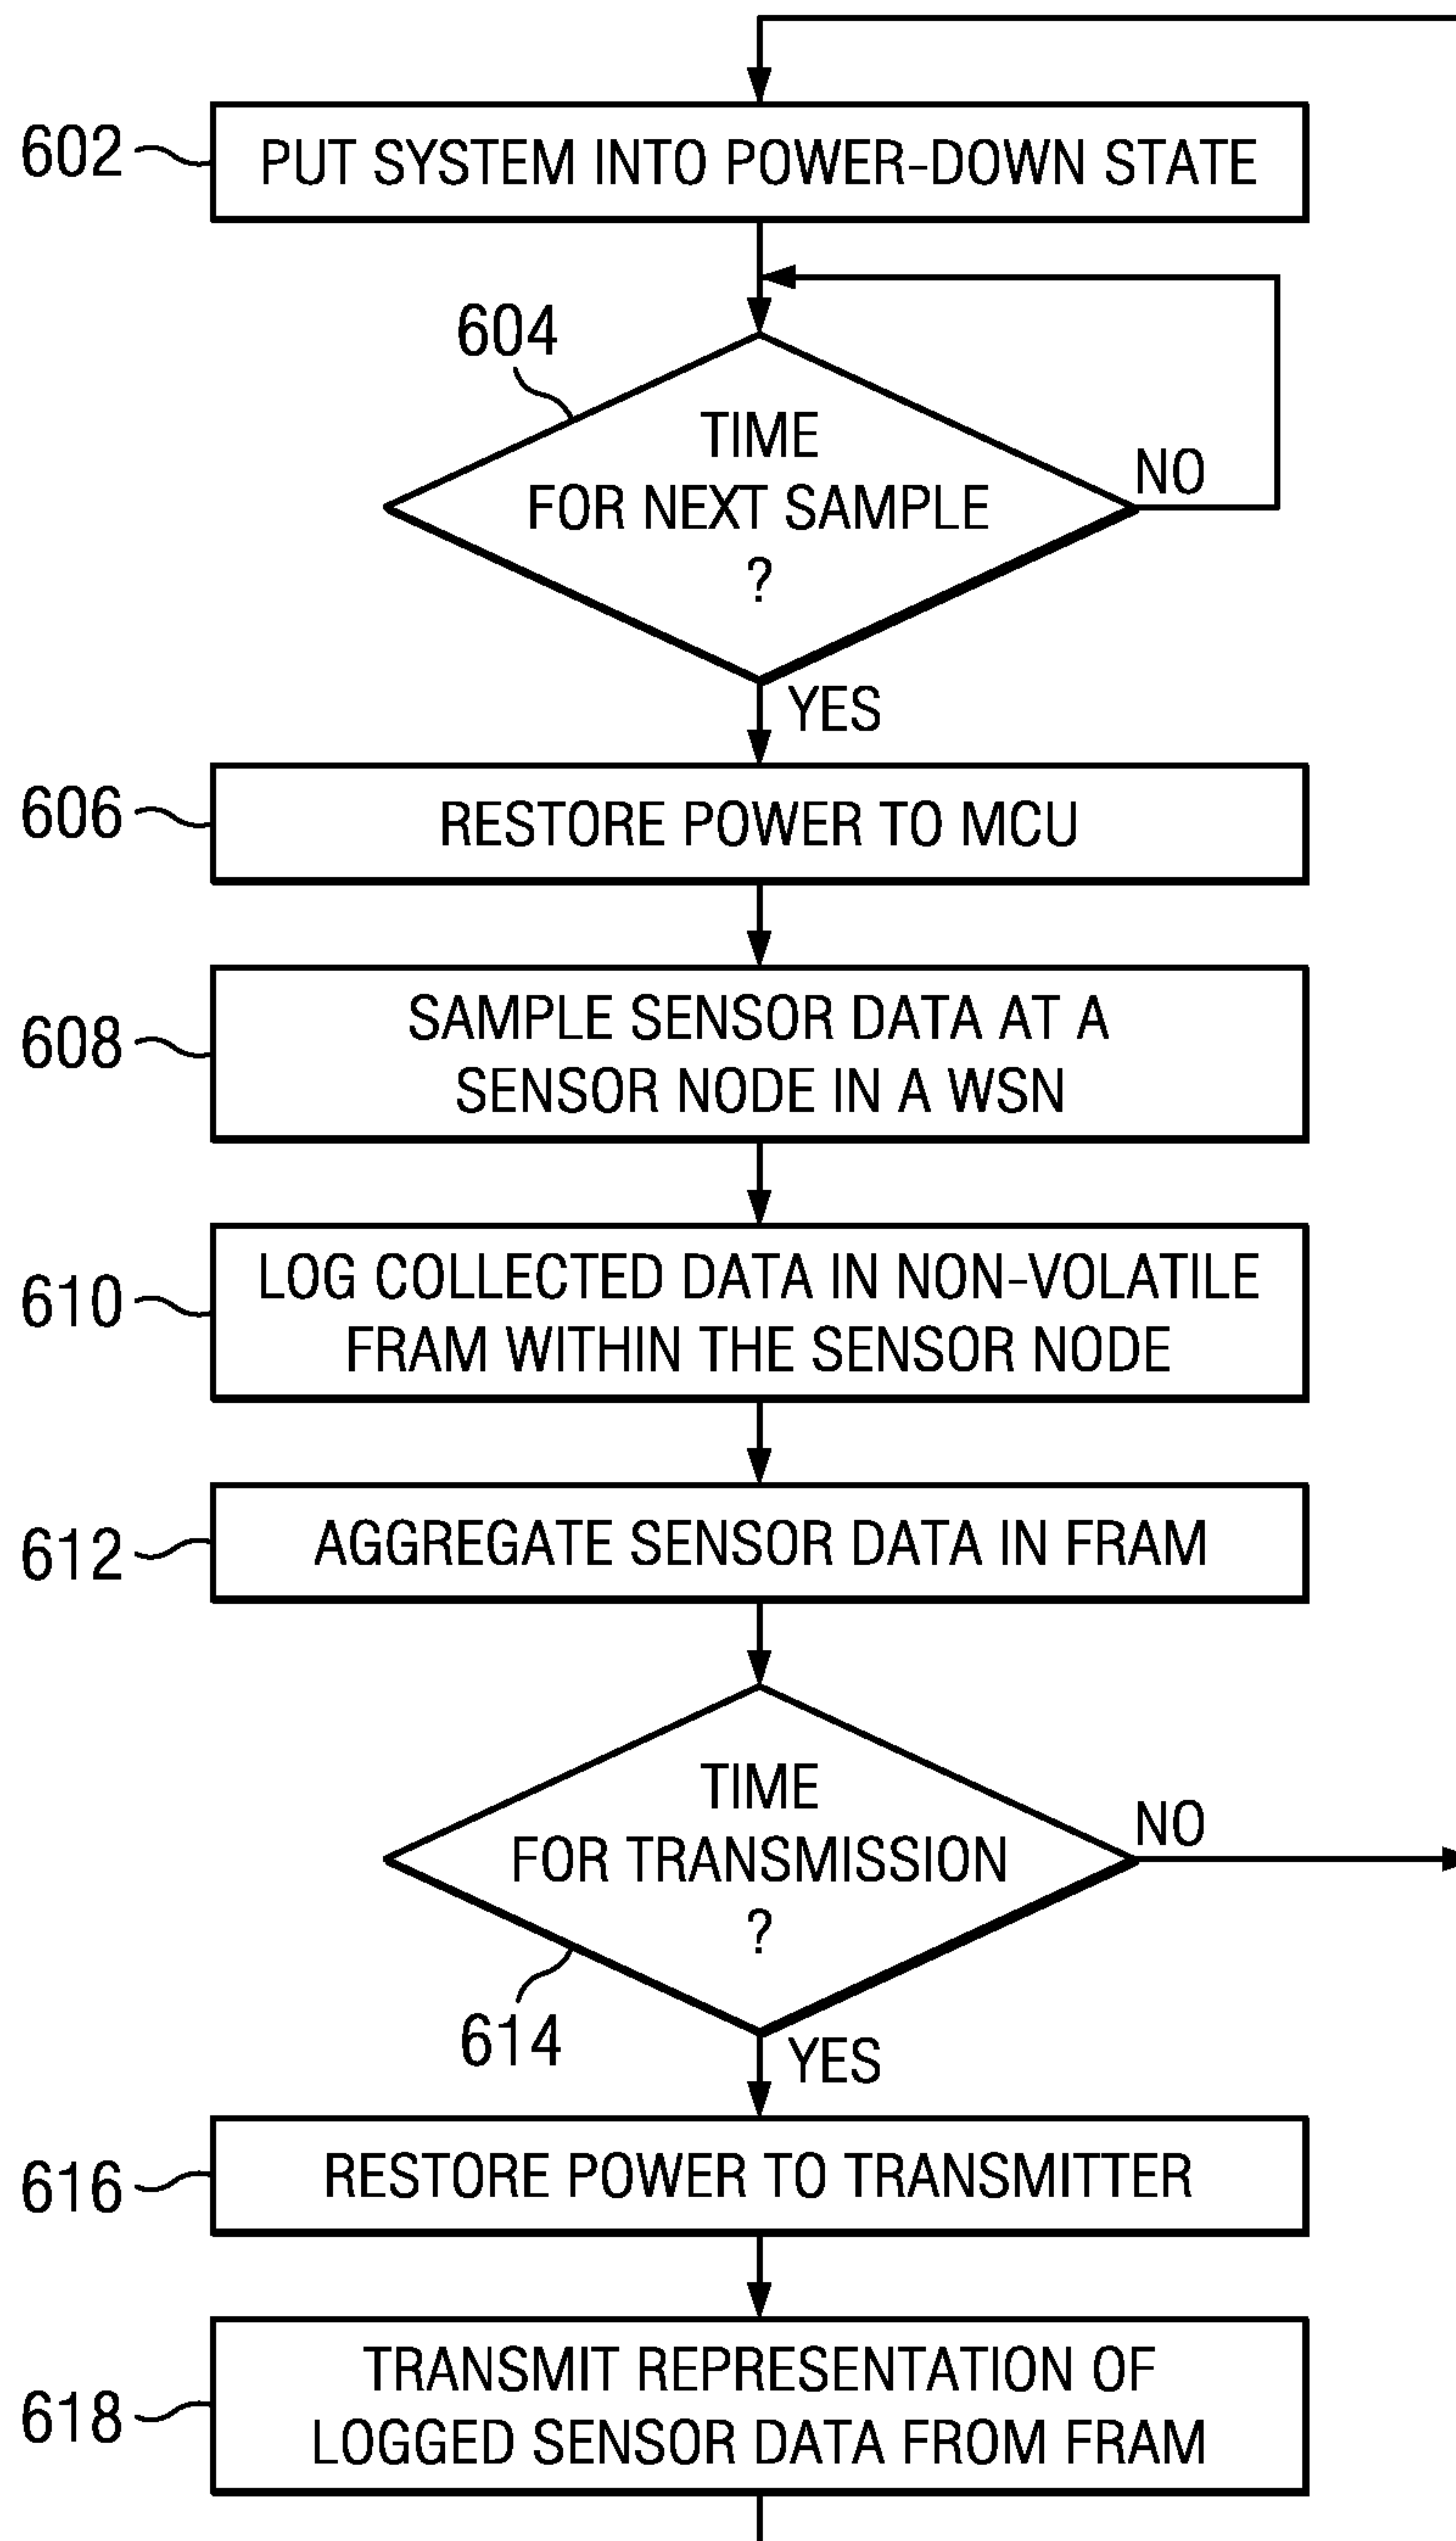 602
PUT SYSTEM INTO POWER-DOWN STATE
604
TIME
FOR NEXT SAMPLE
?
NO
YES
606
RESTORE POWER TO MCU
608
SAMPLE SENSOR DATA AT A
SENSOR NODE IN A WSN
610
LOG COLLECTED DATA IN NON-VOLATILE
FRAM WITHIN THE SENSOR NODE
612
AGGREGATE SENSOR DATA IN FRAM
TIME
FOR TRANSMISSION
?
NO
614
YES
616
RESTORE POWER TO TRANSMITTER
618
TRANSMIT REPRESENTATION OF
LOGGED SENSOR DATA FROM FRAM